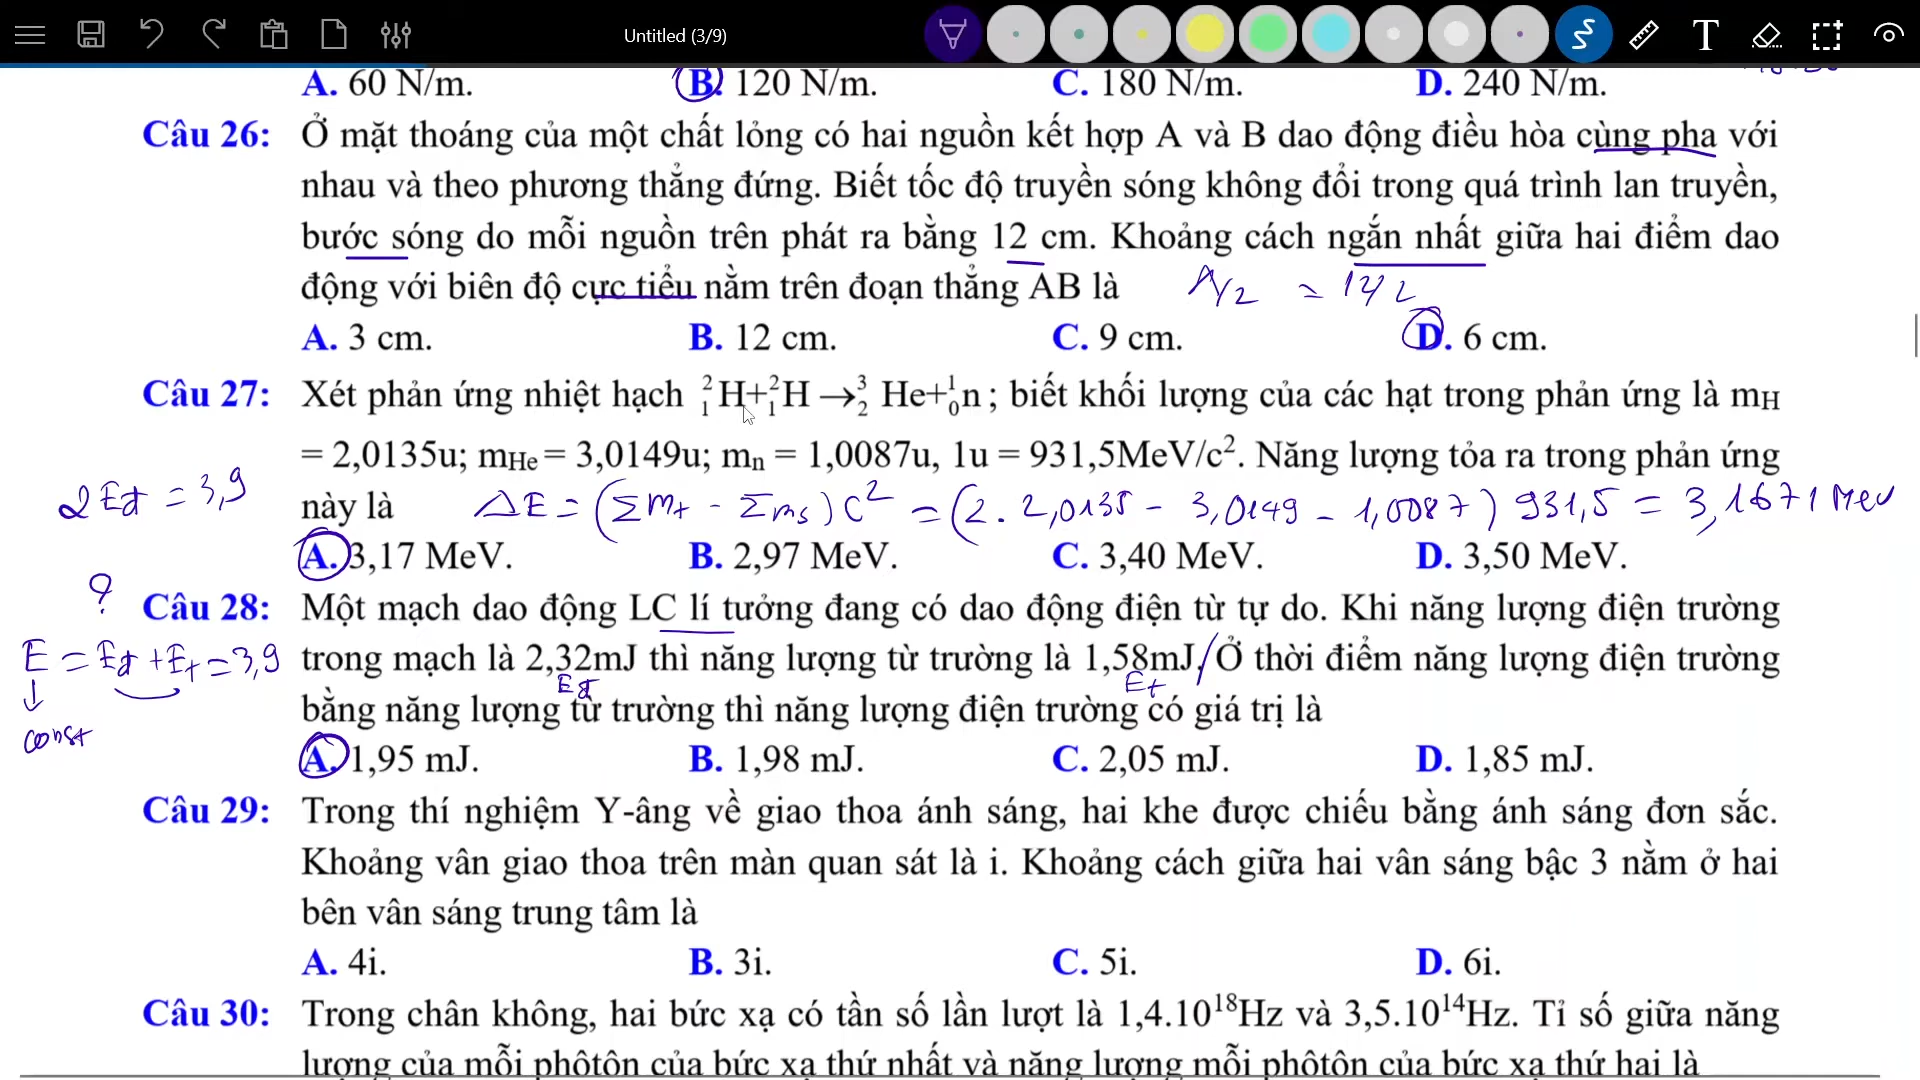 Untitled (3/9)
A. 60 N/m. B. 120 N/m. C. 180 N/m. D. 240 N/m.
Câu 26: Ở mặt thoáng của một chất lỏng có hai nguồn kết hợp A và B dao động điều hòa cùng pha với
nhau và theo phương thẳng đứng. Biết tốc độ truyền sóng không đổi trong quá trình lan truyền,
bước sóng do mỗi nguồn trên phát ra bằng 12 cm. Khoảng cách ngắn nhất giữa hai điểm dao
động với biên độ cực tiểu nằm trên đoạn thẳng AB là λ/2 = 12/2
A. 3 cm. B. 12 cm. C. 9 cm. D. 6 cm.
Câu 27: Xét phản ứng nhiệt hạch ²₁H+²₁H →³₂ He+¹₀n; biết khối lượng của các hạt trong phản ứng là mH
= 2,0135u; mHe = 3,0149u; mn = 1,0087u, 1u = 931,5MeV/c². Năng lượng tỏa ra trong phản ứng
này là ΔE = (Σmt - Σms)C² = (2. 2,0135 - 3,0149 - 1,0087) 931,5 = 3,1671 MeV
2Eđ = 3,9
A. 3,17 MeV. B. 2,97 MeV. C. 3,40 MeV. D. 3,50 MeV.
?
Câu 28: Một mạch dao động LC lí tưởng đang có dao động điện từ tự do. Khi năng lượng điện trường
E = Eđ + Et = 3,9
trong mạch là 2,32mJ thì năng lượng từ trường là 1,58mJ. Ở thời điểm năng lượng điện trường
Eđ Et
bằng năng lượng từ trường thì năng lượng điện trường có giá trị là
↓
const
A. 1,95 mJ. B. 1,98 mJ. C. 2,05 mJ. D. 1,85 mJ.
Câu 29: Trong thí nghiệm Y-âng về giao thoa ánh sáng, hai khe được chiếu bằng ánh sáng đơn sắc.
Khoảng vân giao thoa trên màn quan sát là i. Khoảng cách giữa hai vân sáng bậc 3 nằm ở hai
bên vân sáng trung tâm là
A. 4i. B. 3i. C. 5i. D. 6i.
Câu 30: Trong chân không, hai bức xạ có tần số lần lượt là 1,4.10¹⁸Hz và 3,5.10¹⁴Hz. Tỉ số giữa năng
lượng của mỗi phôtôn của bức xạ thứ nhất và năng lượng mỗi phôtôn của bức xạ thứ hai là